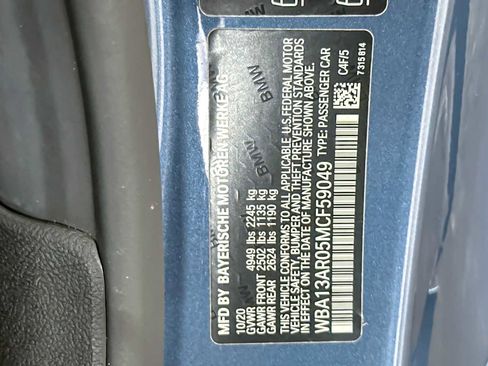 MFD BY BAYERISCHE MOTOREN WERKE AG
10/20
GVWR 4949 lbs 2245 kg
GAWR FRONT 2502 lbs 1135 kg
GAWR REAR 2624 lbs 1190 kg
THIS VEHICLE CONFORMS TO ALL APPLICABLE U.S. FEDERAL MOTOR
VEHICLE SAFETY, BUMPER AND THEFT PREVENTION STANDARDS
IN EFFECT ON THE DATE OF MANUFACTURE SHOWN ABOVE.
WBA13AR05MCF59049 TYPE: PASSENGER CAR
C4F/5
7315814
BMW
BMW
BMW